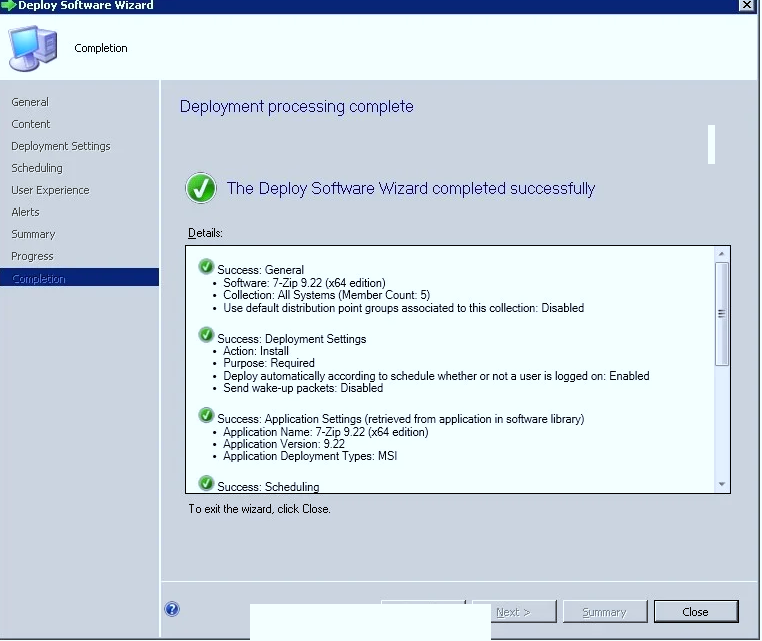 Deploy Software Wizard
Completion
General
Content
Deployment Settings
Scheduling
User Experience
Alerts
Summary
Progress
Completion
Deployment processing complete
The Deploy Software Wizard completed successfully
Details:
Success: General
• Software: 7-Zip 9.22 (x64 edition)
• Collection: All Systems (Member Count: 5)
• Use default distribution point groups associated to this collection: Disabled
Success: Deployment Settings
• Action: Install
• Purpose: Required
• Deploy automatically according to schedule whether or not a user is logged on: Enabled
• Send wake-up packets: Disabled
Success: Application Settings (retrieved from application in software library)
• Application Name: 7-Zip 9.22 (x64 edition)
• Application Version: 9.22
• Application Deployment Types: MSI
Success: Scheduling
To exit the wizard, click Close.
Next >
Summary
Close